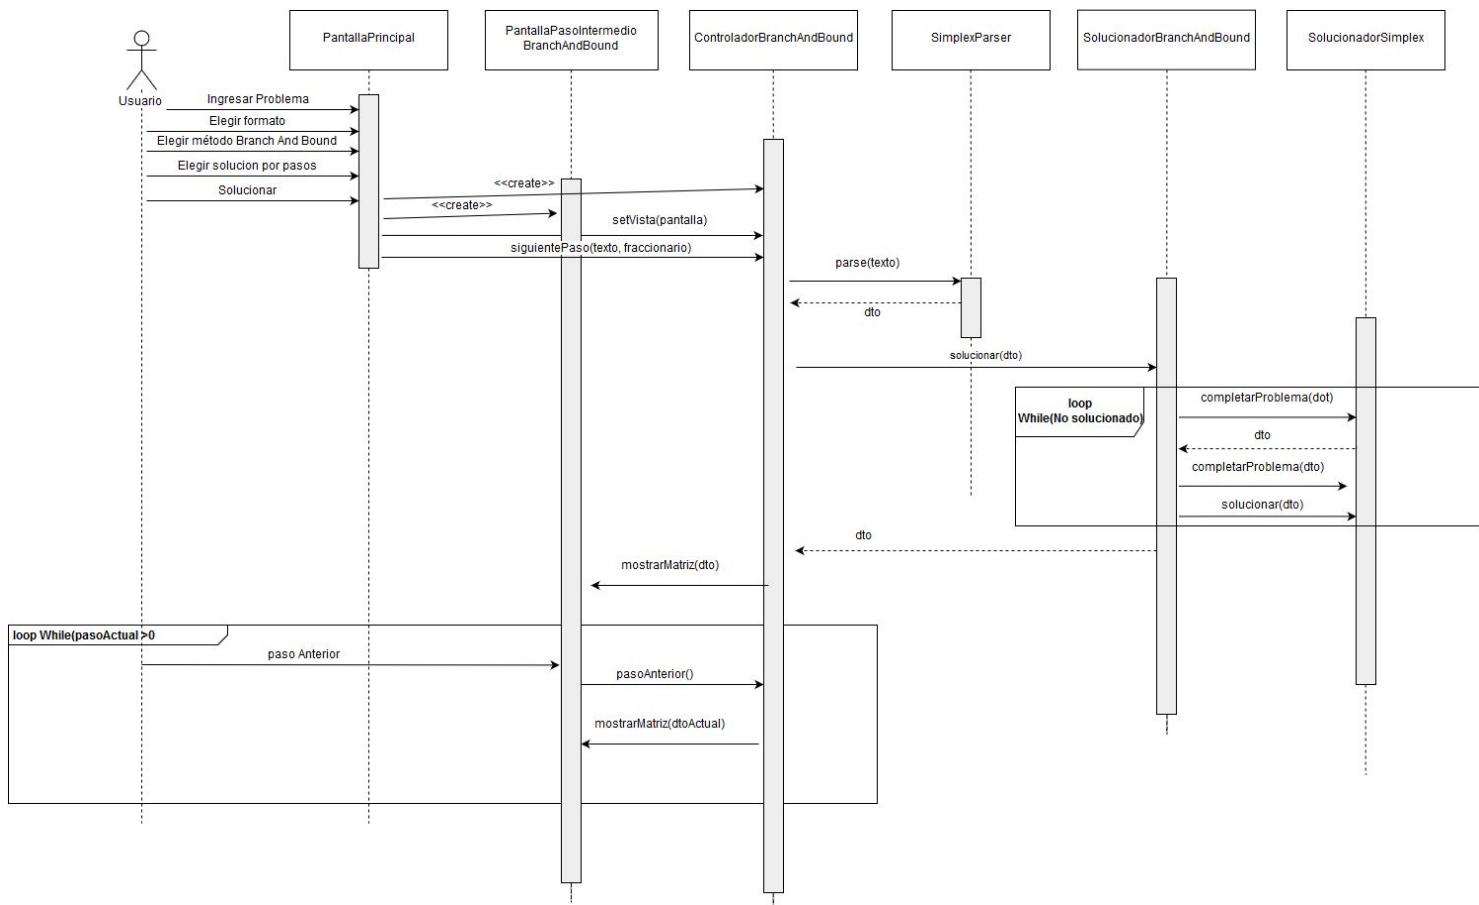 PantallaPrincipal
PantallaPasoIntermedio
BranchAndBound
ControladorBranchAndBound
SimplexParser
SolucionadorBranchAndBound
SolucionadorSimplex
Usuario
Ingresar Problema
Elegir formato
Elegir método Branch And Bound
Elegir solucion por pasos
Solucionar
<<create>>
<<create>>
setVista(pantalla)
siguientePaso(texto, fraccionario)
parse(texto)
dto
solucionar(dto)
loop
While(No solucionado)
completarProblema(dot)
dto
completarProblema(dto)
solucionar(dto)
dto
mostrarMatriz(dto)
loop While(pasoActual >0
paso Anterior
pasoAnterior()
mostrarMatriz(dtoActual)